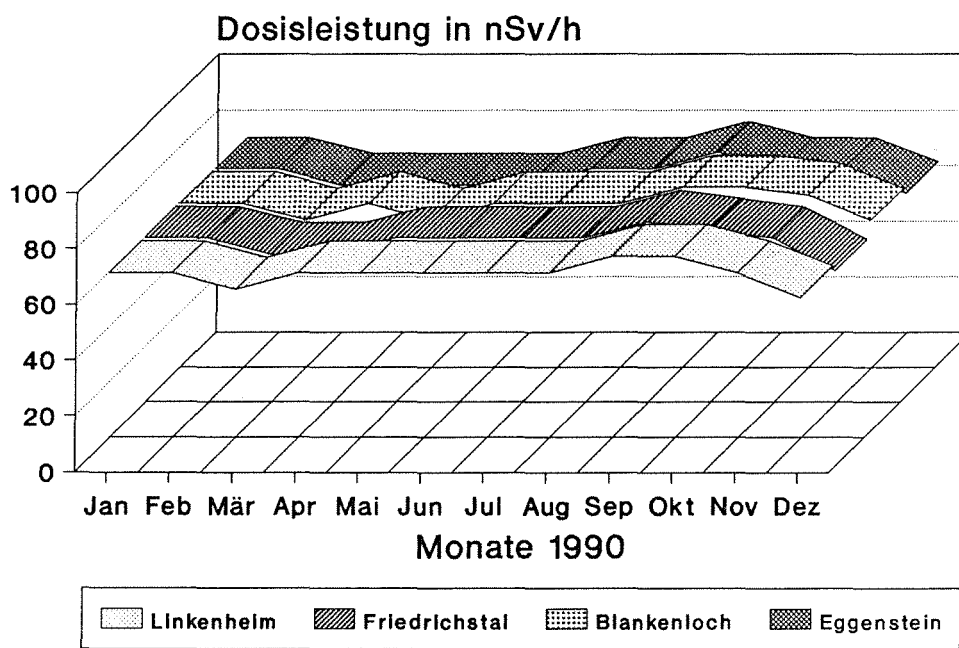 Dosisleistung in nSv/h
100
80
60
40
20
0
Jan Feb Mär Apr Mai Jun Jul Aug Sep Okt Nov Dez
Monate 1990
Linkenheim Friedrichstal Blankenloch Eggenstein